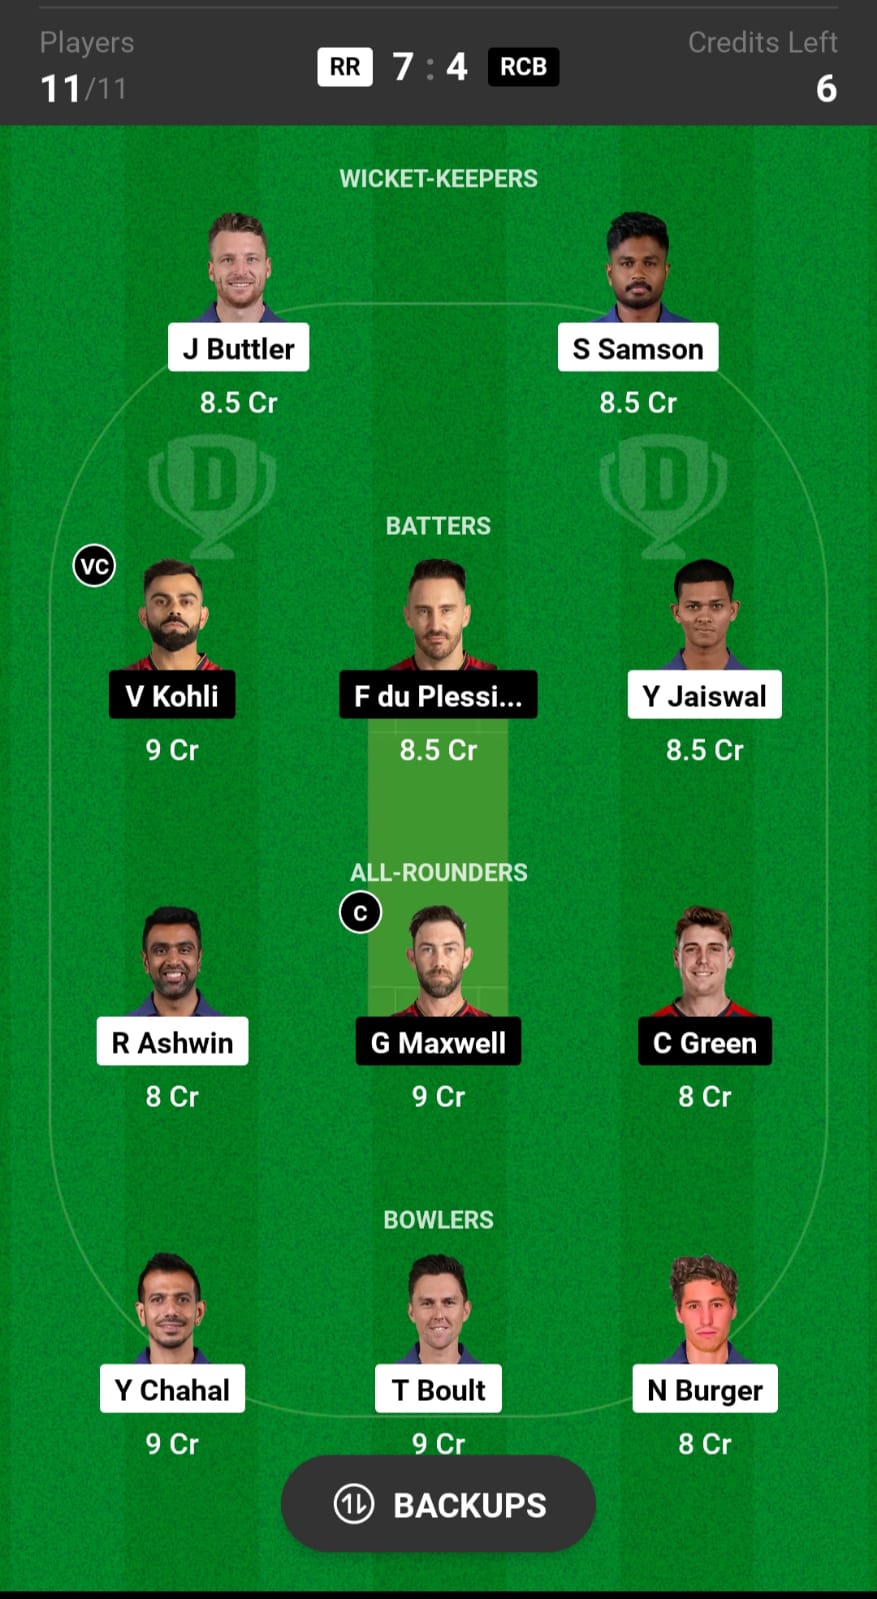 Players
Credits Left
11/11
RR 7 : 4 RCB
6
WICKET-KEEPERS
J Buttler
S Samson
8.5 Cr
8.5 Cr
D
D
BATTERS
VC
V Kohli
F du Plessi...
Y Jaiswal
9 Cr
8.5 Cr
8.5 Cr
ALL-ROUNDERS
C
R Ashwin
G Maxwell
C Green
8 Cr
9 Cr
8 Cr
BOWLERS
Y Chahal
T Boult
N Burger
9 Cr
9 Cr
8 Cr
BACKUPS